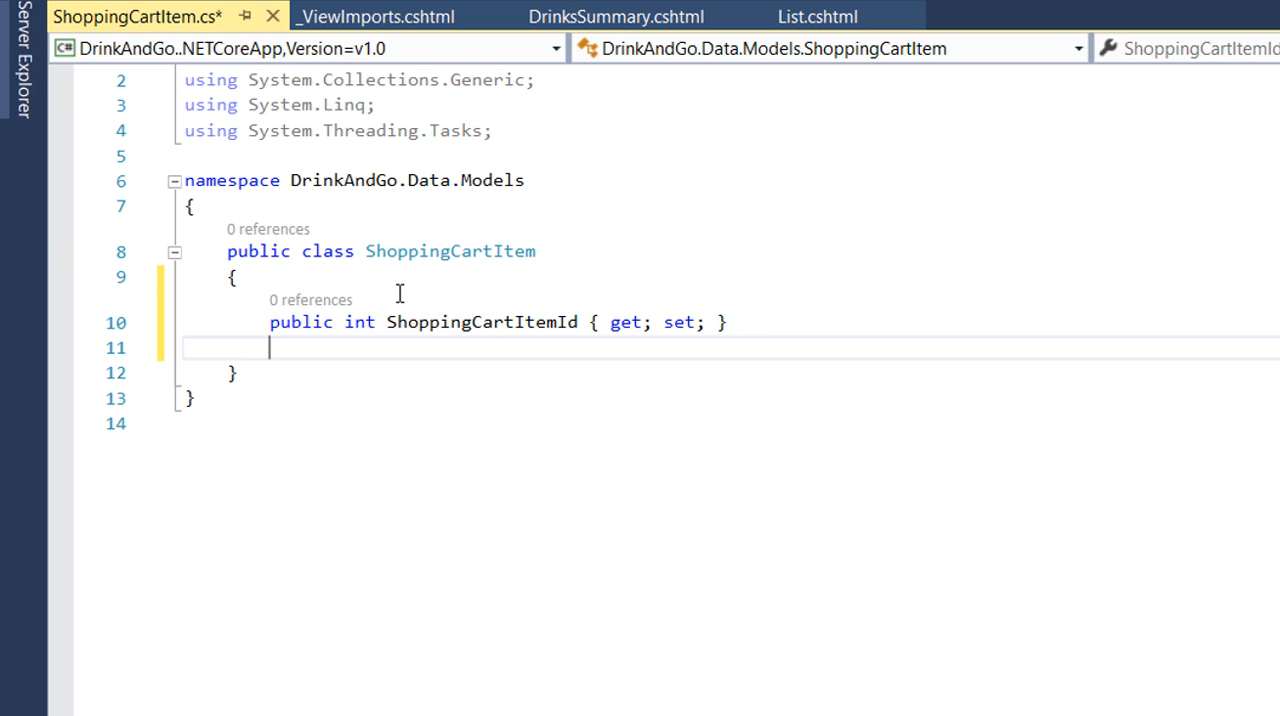 Server Explorer
ShoppingCartItem.cs* _ViewImports.cshtml DrinksSummary.cshtml List.cshtml
DrinkAndGo..NETCoreApp,Version=v1.0 DrinkAndGo.Data.Models.ShoppingCartItem ShoppingCartItemId
2 using System.Collections.Generic;
3 using System.Linq;
4 using System.Threading.Tasks;
5
6 namespace DrinkAndGo.Data.Models
7 {
0 references
8 public class ShoppingCartItem
9 {
0 references
10 public int ShoppingCartItemId { get; set; }
11
12 }
13 }
14